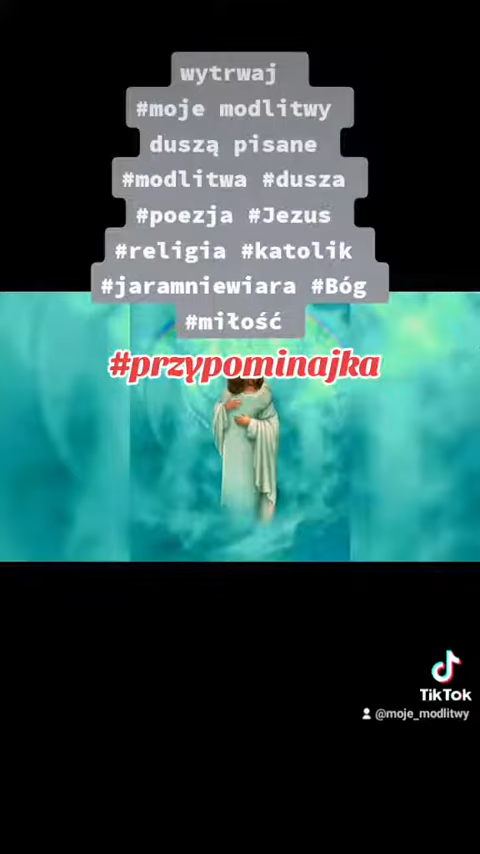 wytrwaj
#moje modlitwy
duszą pisane
#modlitwa #dusza
#poezja #Jezus
#religia #katolik
#jaramniewiara #Bóg
#miłość
#przypominajka
TikTok
@moje_modlitwy